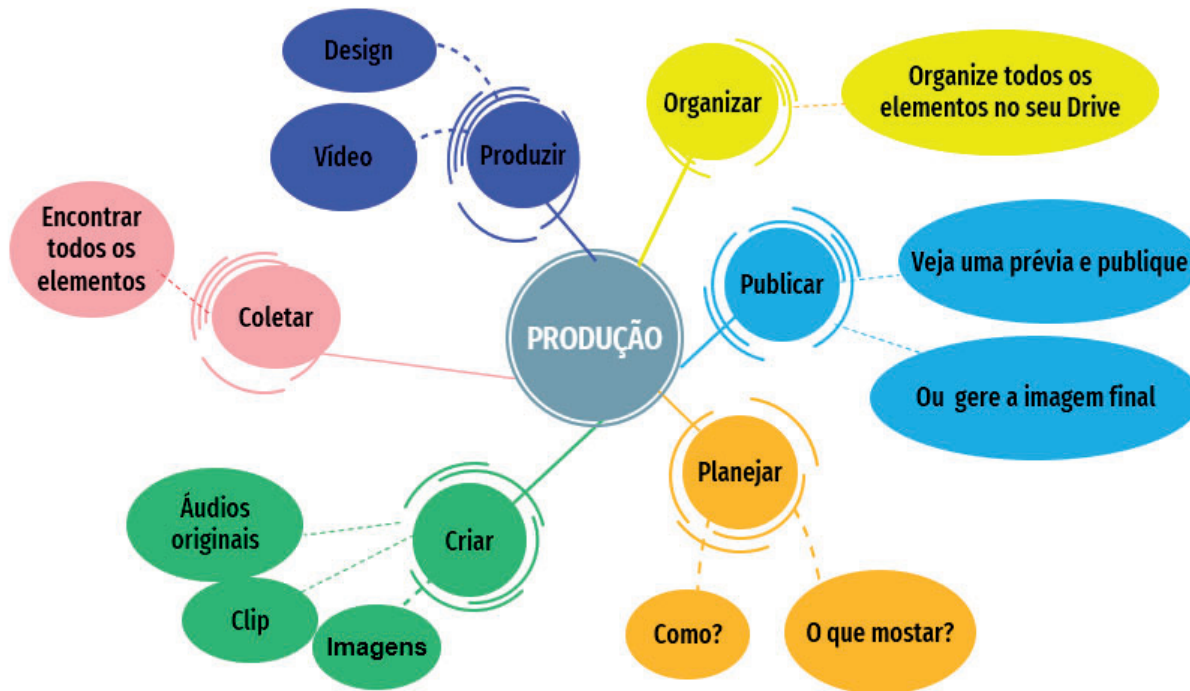 Design
Vídeo
Produzir
Organizar
Organize todos os
elementos no seu Drive
Encontrar
todos os
elementos
Coletar
PRODUÇÃO
Publicar
Veja uma prévia e publique
Ou gere a imagem final
Planejar
Como?
O que mostar?
Criar
Áudios
originais
Clip
Imagens